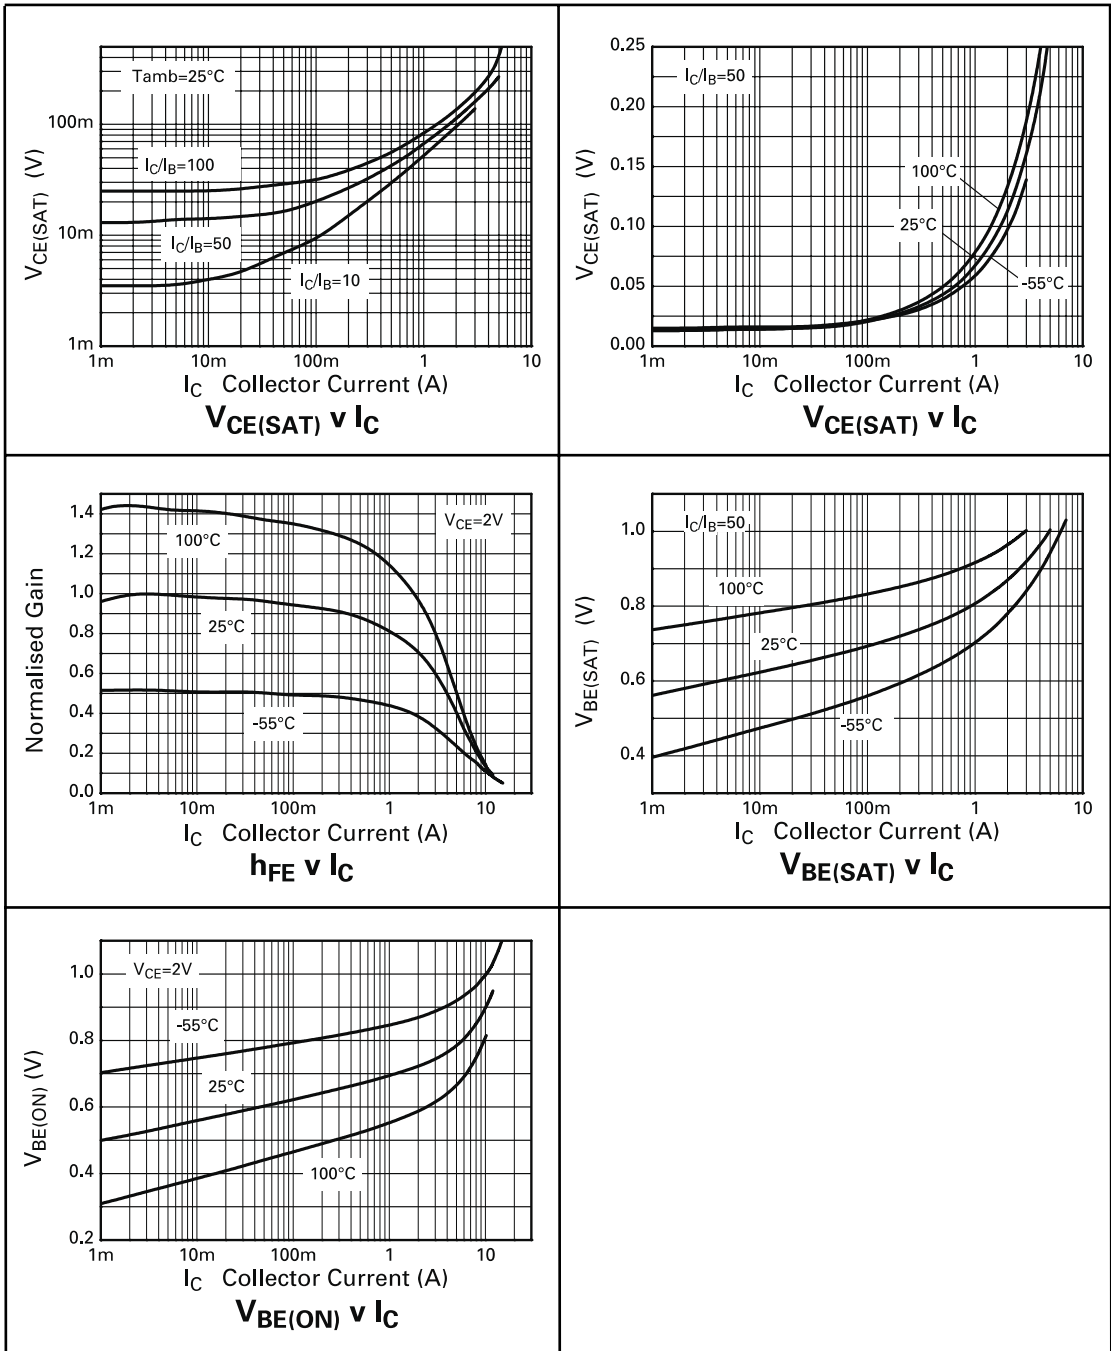 Tamb=25°C
IC/IB=100
IC/IB=50
IC/IB=10
100m
10m
1m
VCE(SAT) (V)
1m 10m 100m 1 10
IC Collector Current (A)
VCE(SAT) v IC
IC/IB=50
100°C
25°C
-55°C
0.25
0.20
0.15
0.10
0.05
0.00
VCE(SAT) (V)
1m 10m 100m 1 10
IC Collector Current (A)
VCE(SAT) v IC
VCE=2V
100°C
25°C
-55°C
1.4
1.2
1.0
0.8
0.6
0.4
0.2
0.0
Normalised Gain
1m 10m 100m 1 10
IC Collector Current (A)
hFE v IC
IC/IB=50
100°C
25°C
-55°C
1.0
0.8
0.6
0.4
VBE(SAT) (V)
1m 10m 100m 1 10
IC Collector Current (A)
VBE(SAT) v IC
VCE=2V
-55°C
25°C
100°C
1.0
0.8
0.6
0.4
0.2
VBE(ON) (V)
1m 10m 100m 1 10
IC Collector Current (A)
VBE(ON) v IC